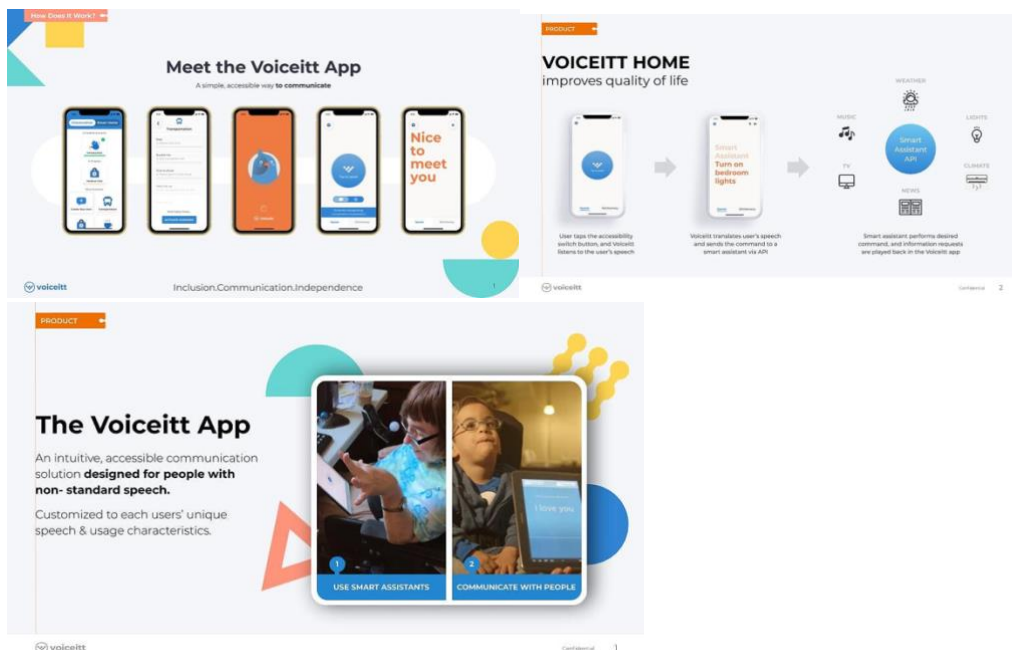 How Does It Work?
Meet the Voiceitt App
A simple, accessible way to communicate
Transportation
Nice
to
meet
you
voiceitt
Inclusion.Communication.Independence
1
PRODUCT
VOICEITT HOME
improves quality of life
Smart
Assistant
Turn on
bedroom
lights
WEATHER
MUSIC
LIGHTS
Smart
Assistant
API
TV
CLIMATE
NEWS
User taps the accessibility
switch button, and Voiceitt
listens to the user's speech
Voiceitt translates user's speech
and sends the command to a
smart assistant via API
Smart assistant performs desired
command, and information requests
are played back in the Voiceitt app
voiceitt
Confidential 2
PRODUCT
The Voiceitt App
An intuitive, accessible communication
solution designed for people with
non- standard speech.
Customized to each users' unique
speech & usage characteristics.
i love you
1
2
USE SMART ASSISTANTS
COMMUNICATE WITH PEOPLE
voiceitt
Confidential 1